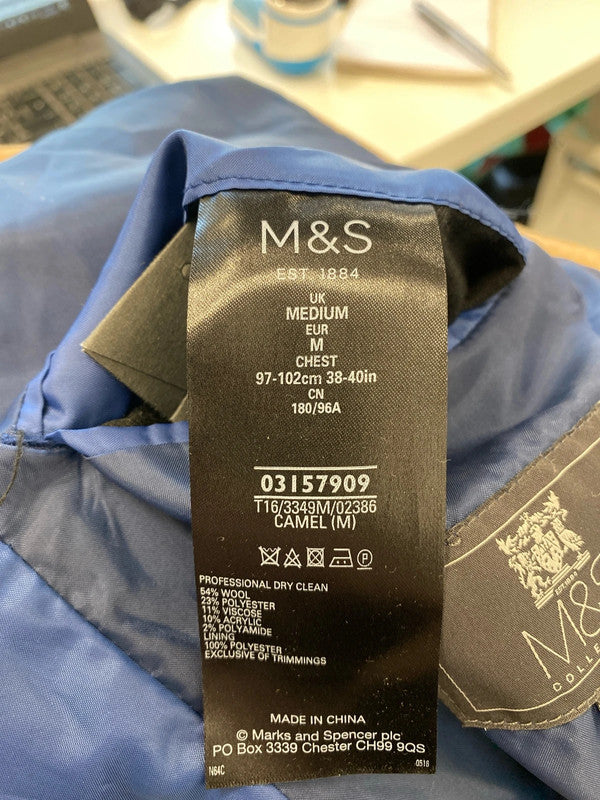 M&S
EST. 1884
UK
MEDIUM
EUR
M
CHEST
97-102cm 38-40in
CN
180/96A
03157909
T16/3349M/02386
CAMEL (M)
P
PROFESSIONAL DRY CLEAN
54% WOOL
23% POLYESTER
11% VISCOSE
10% ACRYLIC
2% POLYAMIDE
LINING
100% POLYESTER
EXCLUSIVE OF TRIMMINGS
MADE IN CHINA
© Marks and Spencer plc
PO Box 3339 Chester CH99 9QS
N64C 0516
M&S
COLLE